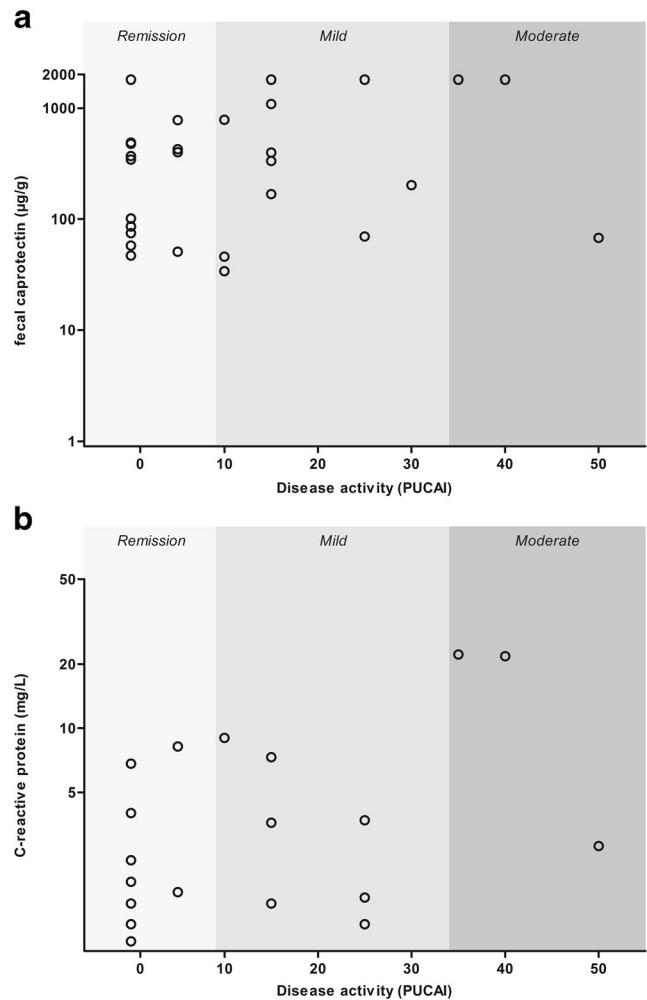 a
Remission Mild Moderate
2000
1000
100
10
1
fecal caprotectin (µg/g)
0 10 20 30 40 50
Disease activity (PUCAI)
b
Remission Mild Moderate
50
20
10
5
C-reactive protein (mg/L)
0 10 20 30 40 50
Disease activity (PUCAI)